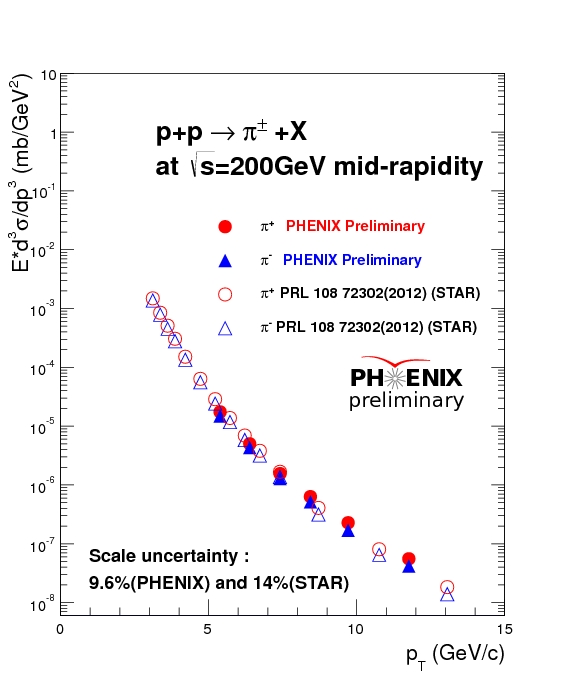 E*d³σ/dp³ (mb/GeV²)
10
1
10⁻¹
10⁻²
10⁻³
10⁻⁴
10⁻⁵
10⁻⁶
10⁻⁷
10⁻⁸
p+p → π± +X
at √s=200GeV mid-rapidity
π⁺ PHENIX Preliminary
π⁻ PHENIX Preliminary
π⁺ PRL 108 72302(2012) (STAR)
π⁻ PRL 108 72302(2012) (STAR)
PHENIX
preliminary
Scale uncertainty :
9.6%(PHENIX) and 14%(STAR)
0 5 10 15
p_T (GeV/c)